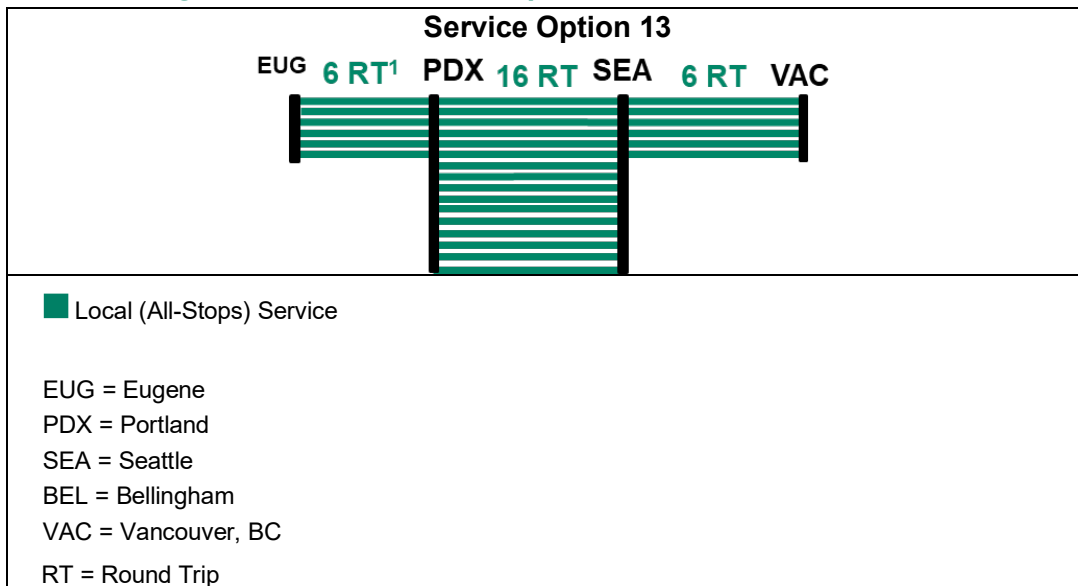 Service Option 13
EUG 6 RT¹ PDX 16 RT SEA 6 RT VAC
Local (All-Stops) Service
EUG = Eugene
PDX = Portland
SEA = Seattle
BEL = Bellingham
VAC = Vancouver, BC
RT = Round Trip